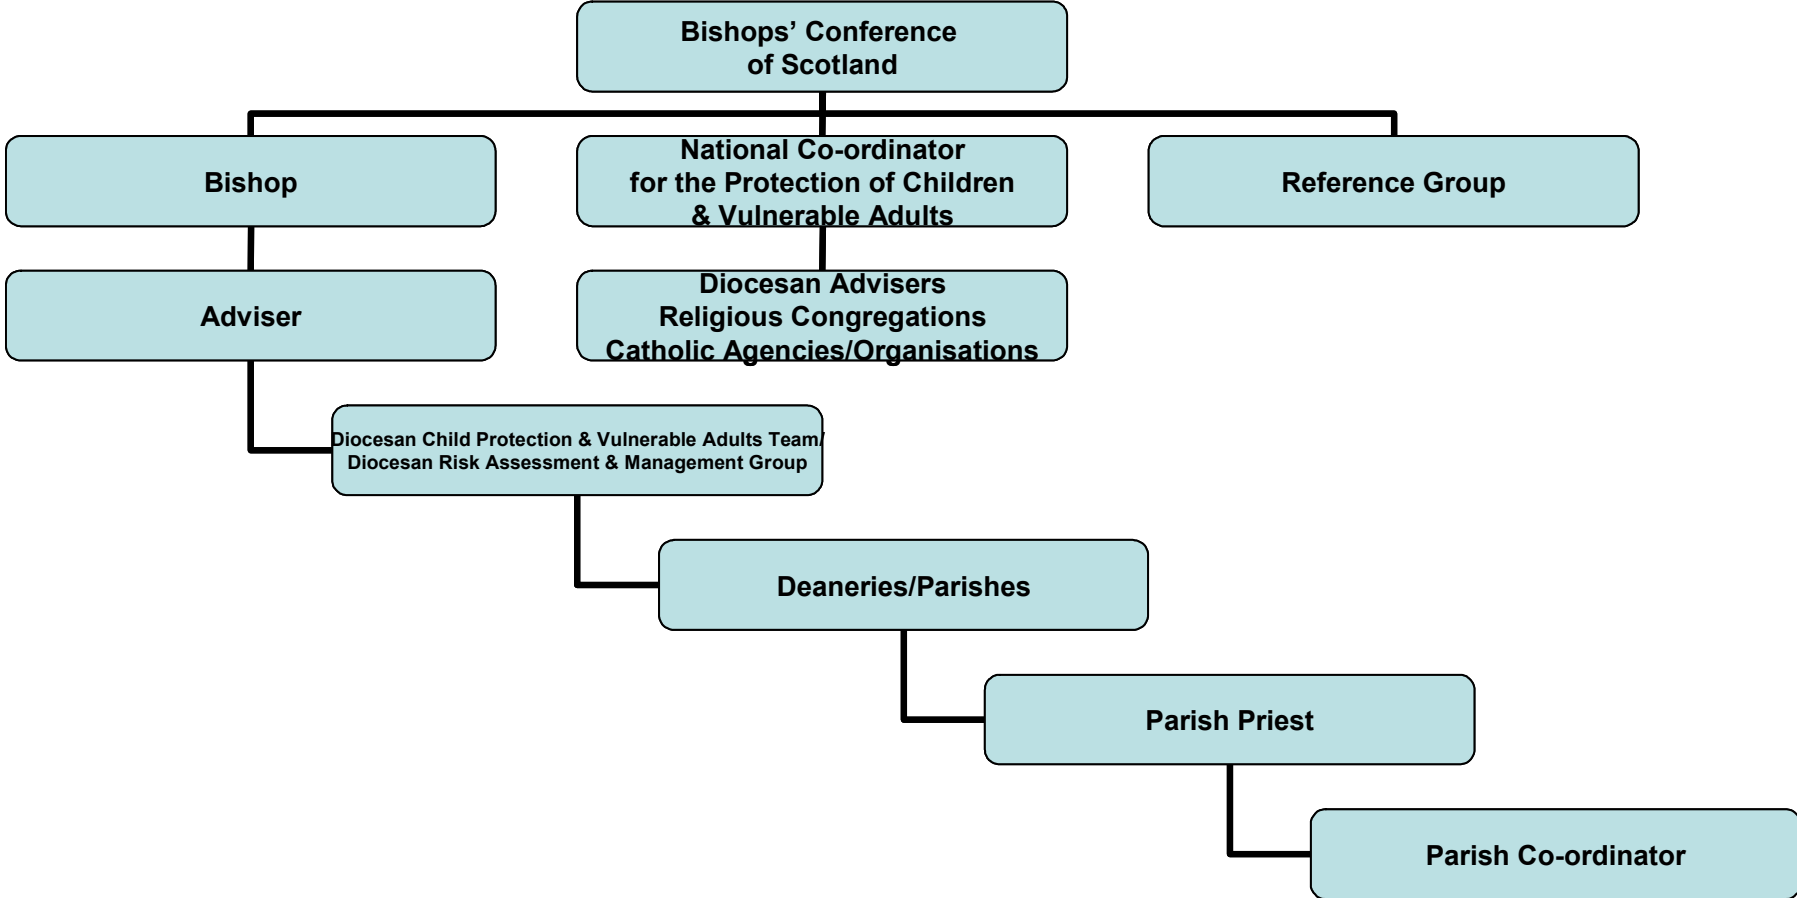 Bishops’ Conference
of Scotland
Bishop
National Co-ordinator
for the Protection of Children
& Vulnerable Adults
Reference Group
Adviser
Diocesan Advisers
Religious Congregations
Catholic Agencies/Organisations
Diocesan Child Protection & Vulnerable Adults Team/
Diocesan Risk Assessment & Management Group
Deaneries/Parishes
Parish Priest
Parish Co-ordinator